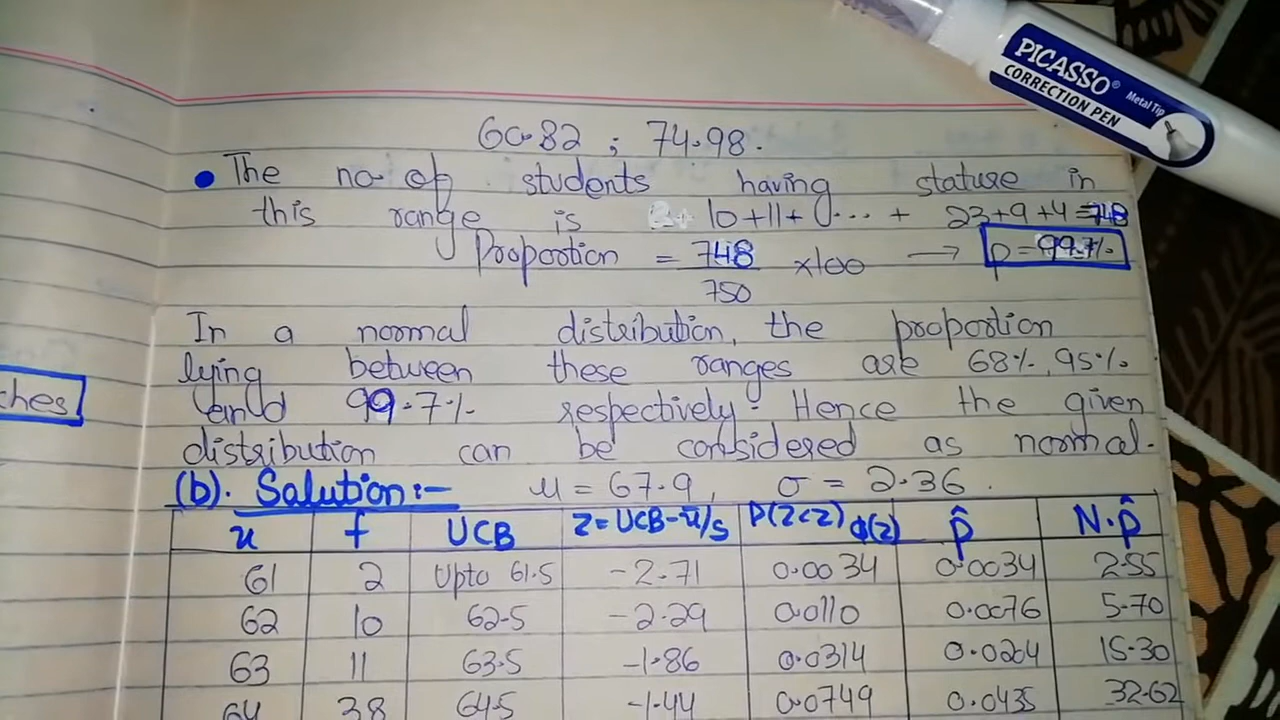 PICASSO®
CORRECTION PEN
Metal Tip
60.82 ; 74.98.
• The no of students having stature in
this range is 10+11+ .... + 23+9+4=748
Proportion = 748/750 ×100 → p=99.7%
In a normal distribution, the proportion
lying between these ranges are 68%, 95%
and 99.7% respectively. Hence the given
ches
distribution can be considered as normal.
(b). Salution:- μ = 67.9, σ = 2.36.
x f UCB Z=UCB-x̄/S P(Z<z) φ(z) p̂ N.p̂
61 2 Upto 61.5 -2.71 0.0034 0.0034 2.55
62 10 62.5 -2.29 0.0110 0.0076 5.70
63 11 63.5 -1.86 0.0314 0.0204 15.30
64 38 64.5 -1.44 0.0749 0.0435 32.62